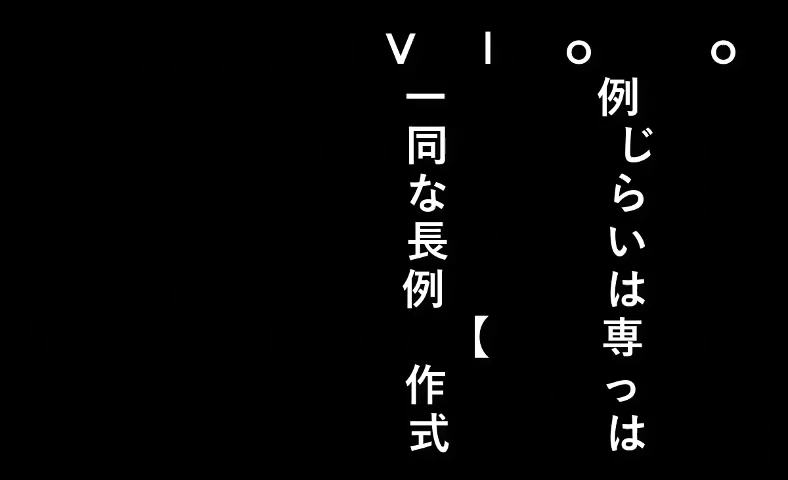 V l o o
一 例
同 じ
な ら
長 い
例 は
【 専
作 っ
式 は